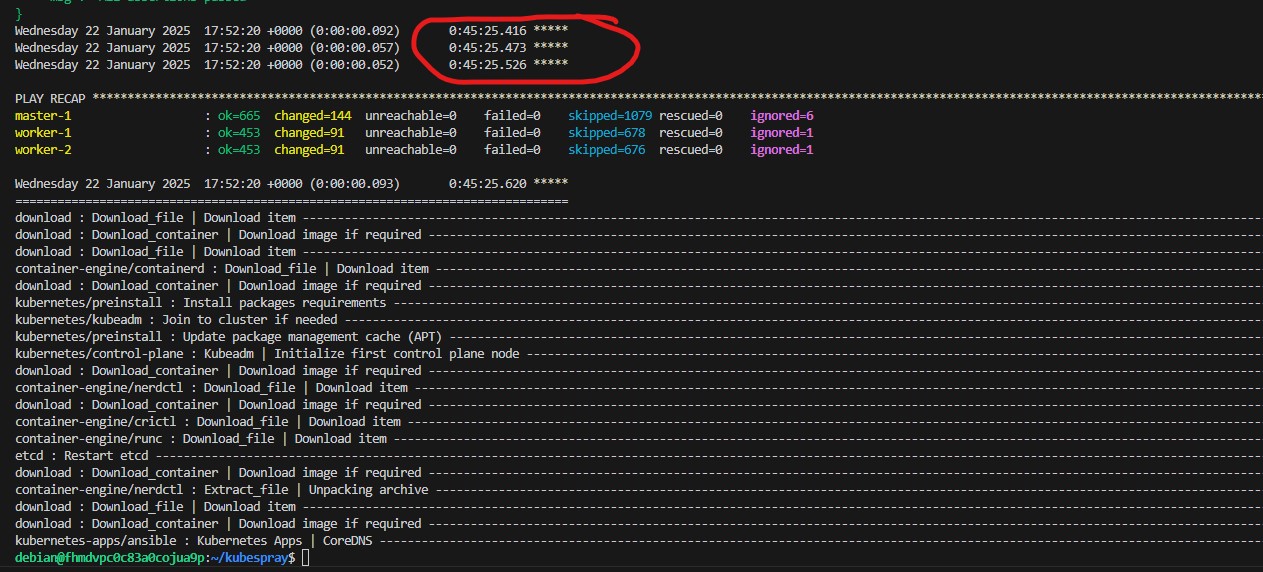 }
Wednesday 22 January 2025  17:52:20 +0000 (0:00:00.092)       0:45:25.416 *****
Wednesday 22 January 2025  17:52:20 +0000 (0:00:00.057)       0:45:25.473 *****
Wednesday 22 January 2025  17:52:20 +0000 (0:00:00.052)       0:45:25.526 *****
PLAY RECAP *****************************************************************************************************************************************************************
master-1                   : ok=665  changed=144  unreachable=0    failed=0    skipped=1079 rescued=0    ignored=6
worker-1                   : ok=453  changed=91   unreachable=0    failed=0    skipped=678  rescued=0    ignored=1
worker-2                   : ok=453  changed=91   unreachable=0    failed=0    skipped=676  rescued=0    ignored=1
Wednesday 22 January 2025  17:52:20 +0000 (0:00:00.093)       0:45:25.620 *****
===============================================================================
download : Download_file | Download item ----------------------------------------
download : Download_container | Download image if required ----------------------------------------
download : Download_file | Download item ----------------------------------------
container-engine/containerd : Download_file | Download item ----------------------------------------
download : Download_container | Download image if required ----------------------------------------
kubernetes/preinstall : Install packages requirements ----------------------------------------
kubernetes/kubeadm : Join to cluster if needed ----------------------------------------
kubernetes/preinstall : Update package management cache (APT) ----------------------------------------
kubernetes/control-plane : Kubeadm | Initialize first control plane node ----------------------------------------
download : Download_container | Download image if required ----------------------------------------
container-engine/nerdctl : Download_file | Download item ----------------------------------------
download : Download_container | Download image if required ----------------------------------------
container-engine/crictl : Download_file | Download item ----------------------------------------
container-engine/runc : Download_file | Download item ----------------------------------------
etcd : Restart etcd ----------------------------------------
download : Download_container | Download image if required ----------------------------------------
container-engine/nerdctl : Extract_file | Unpacking archive ----------------------------------------
download : Download_file | Download item ----------------------------------------
download : Download_container | Download image if required ----------------------------------------
kubernetes-apps/ansible : Kubernetes Apps | CoreDNS ----------------------------------------
debian@fhmdvpc0c83a0cojua9p:~/kubespray$